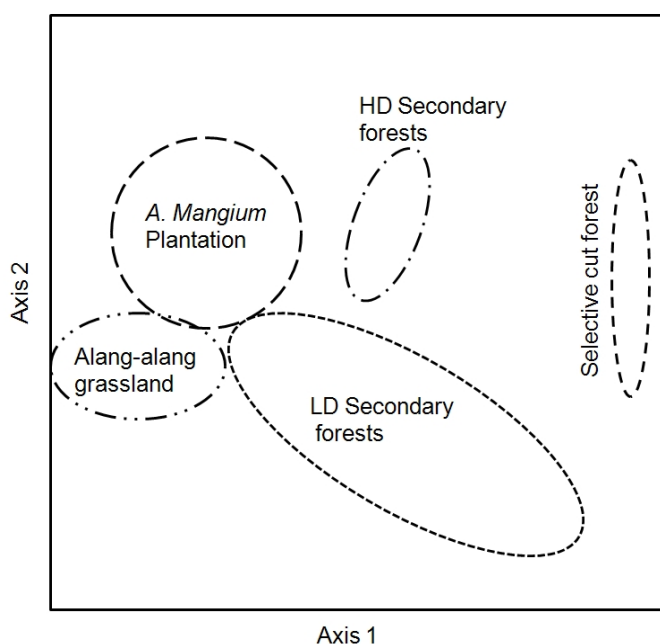 HD Secondary
forests
A. Mangium
Plantation
Selective cut forest
Axis 2
Alang-alang
grassland
LD Secondary
forests
Axis 1